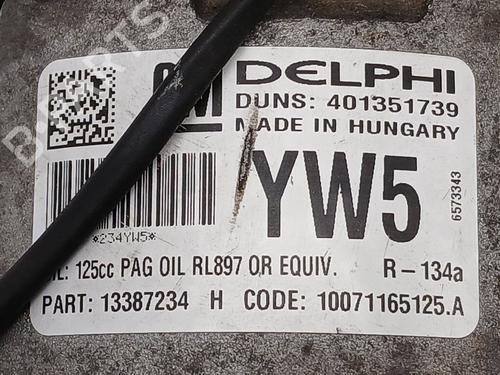 GM DELPHI
DUNS: 401351739
MADE IN HUNGARY
YW5
6573343
*234YW5*
125cc PAG OIL RL897 OR EQUIV. R-134a
PART: 13387234 H CODE: 10071165125.A